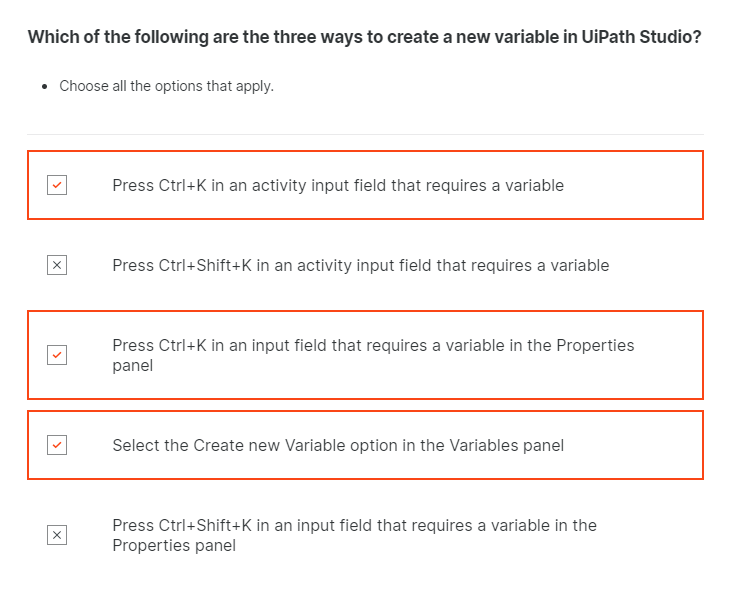 Which of the following are the three ways to create a new variable in UiPath Studio?
• Choose all the options that apply.
Press Ctrl+K in an activity input field that requires a variable
Press Ctrl+Shift+K in an activity input field that requires a variable
Press Ctrl+K in an input field that requires a variable in the Properties
panel
Select the Create new Variable option in the Variables panel
Press Ctrl+Shift+K in an input field that requires a variable in the
Properties panel